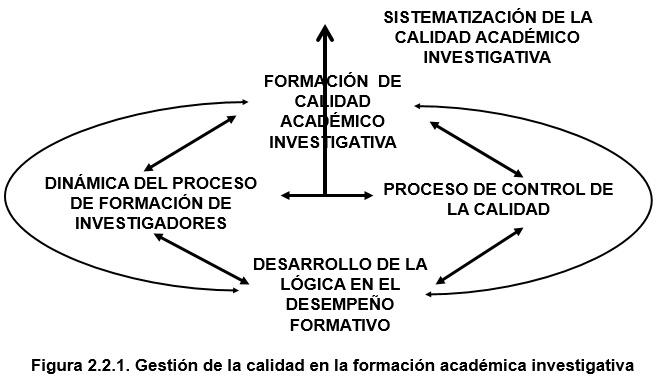 SISTEMATIZACIÓN DE LA
CALIDAD ACADÉMICO
INVESTIGATIVA
FORMACIÓN DE
CALIDAD
ACADÉMICO
INVESTIGATIVA
DINÁMICA DEL PROCESO
DE FORMACIÓN DE
INVESTIGADORES
PROCESO DE CONTROL DE
LA CALIDAD
DESARROLLO DE LA
LÓGICA EN EL
DESEMPEÑO
FORMATIVO
Figura 2.2.1. Gestión de la calidad en la formación académica investigativa